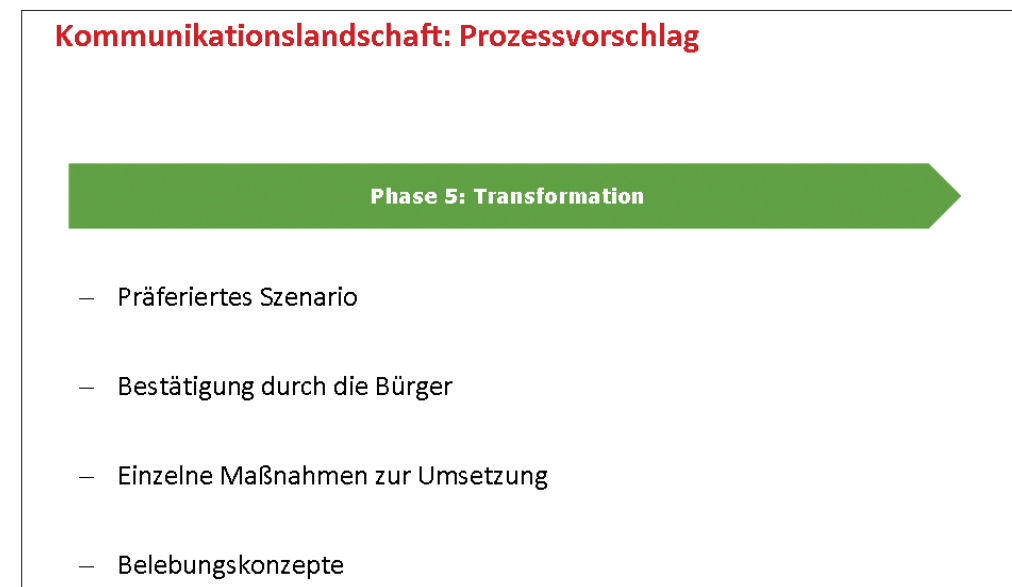 Kommunikationslandschaft: Prozessvorschlag
Phase 5: Transformation
– Präferiertes Szenario
– Bestätigung durch die Bürger
– Einzelne Maßnahmen zur Umsetzung
– Belebungskonzepte